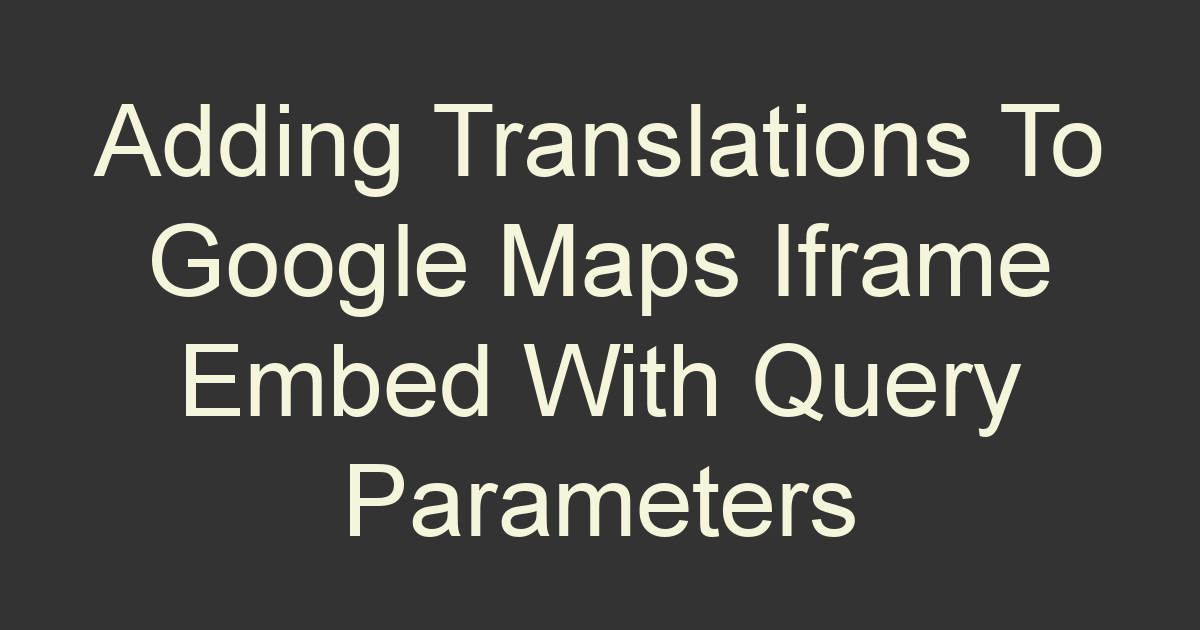 Adding Translations To
Google Maps Iframe
Embed With Query
Parameters